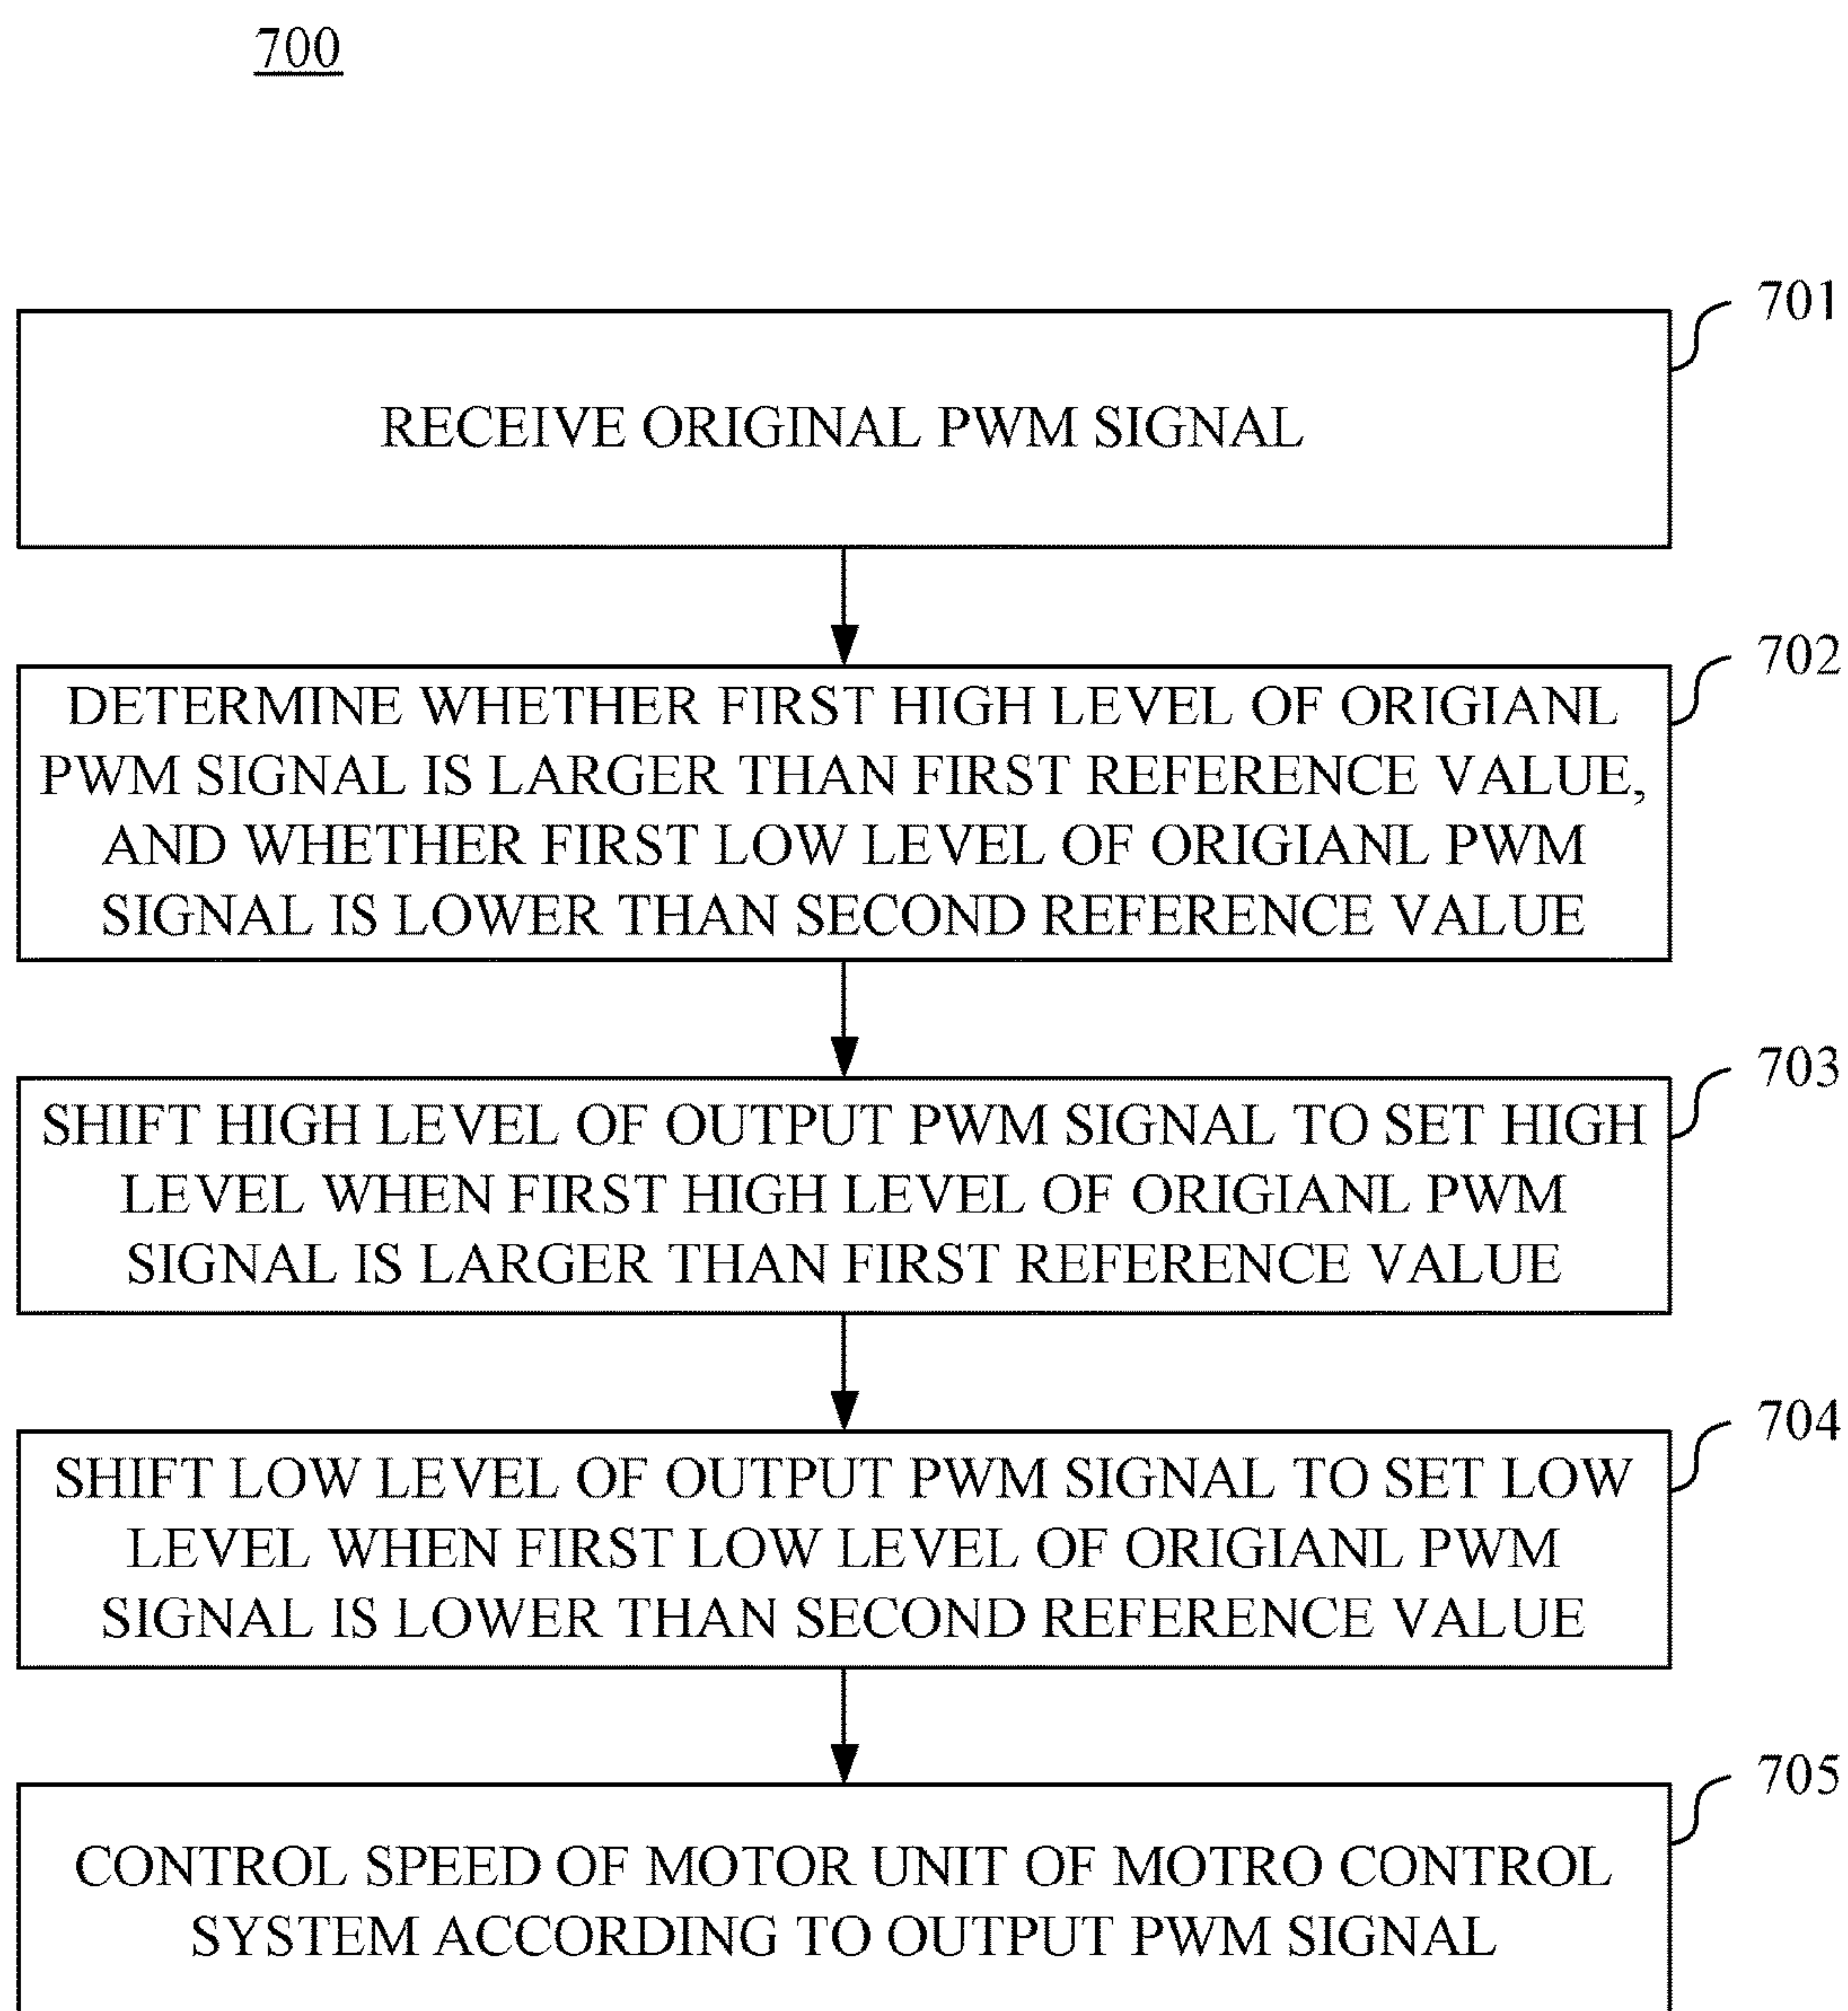 700
701
RECEIVE ORIGINAL PWM SIGNAL
702
DETERMINE WHETHER FIRST HIGH LEVEL OF ORIGIANL
PWM SIGNAL IS LARGER THAN FIRST REFERENCE VALUE,
AND WHETHER FIRST LOW LEVEL OF ORIGIANL PWM
SIGNAL IS LOWER THAN SECOND REFERENCE VALUE
703
SHIFT HIGH LEVEL OF OUTPUT PWM SIGNAL TO SET HIGH
LEVEL WHEN FIRST HIGH LEVEL OF ORIGIANL PWM
SIGNAL IS LARGER THAN FIRST REFERENCE VALUE
704
SHIFT LOW LEVEL OF OUTPUT PWM SIGNAL TO SET LOW
LEVEL WHEN FIRST LOW LEVEL OF ORIGIANL PWM
SIGNAL IS LOWER THAN SECOND REFERENCE VALUE
705
CONTROL SPEED OF MOTOR UNIT OF MOTRO CONTROL
SYSTEM ACCORDING TO OUTPUT PWM SIGNAL